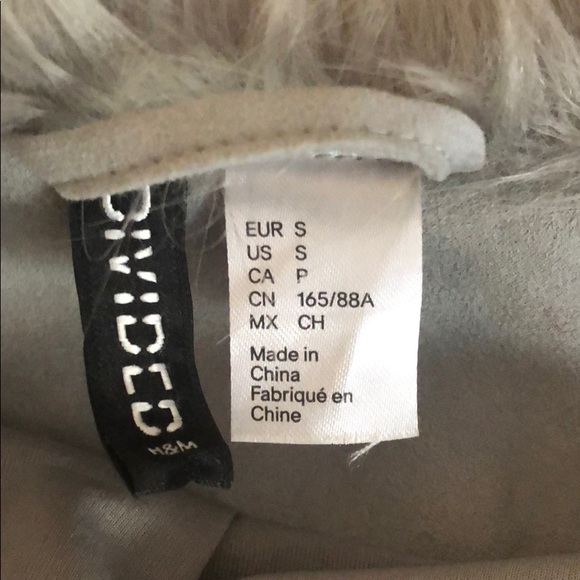 DIVIDED
H&M
EUR S
US S
CA P
CN 165/88A
MX CH
Made in
China
Fabriqué en
Chine